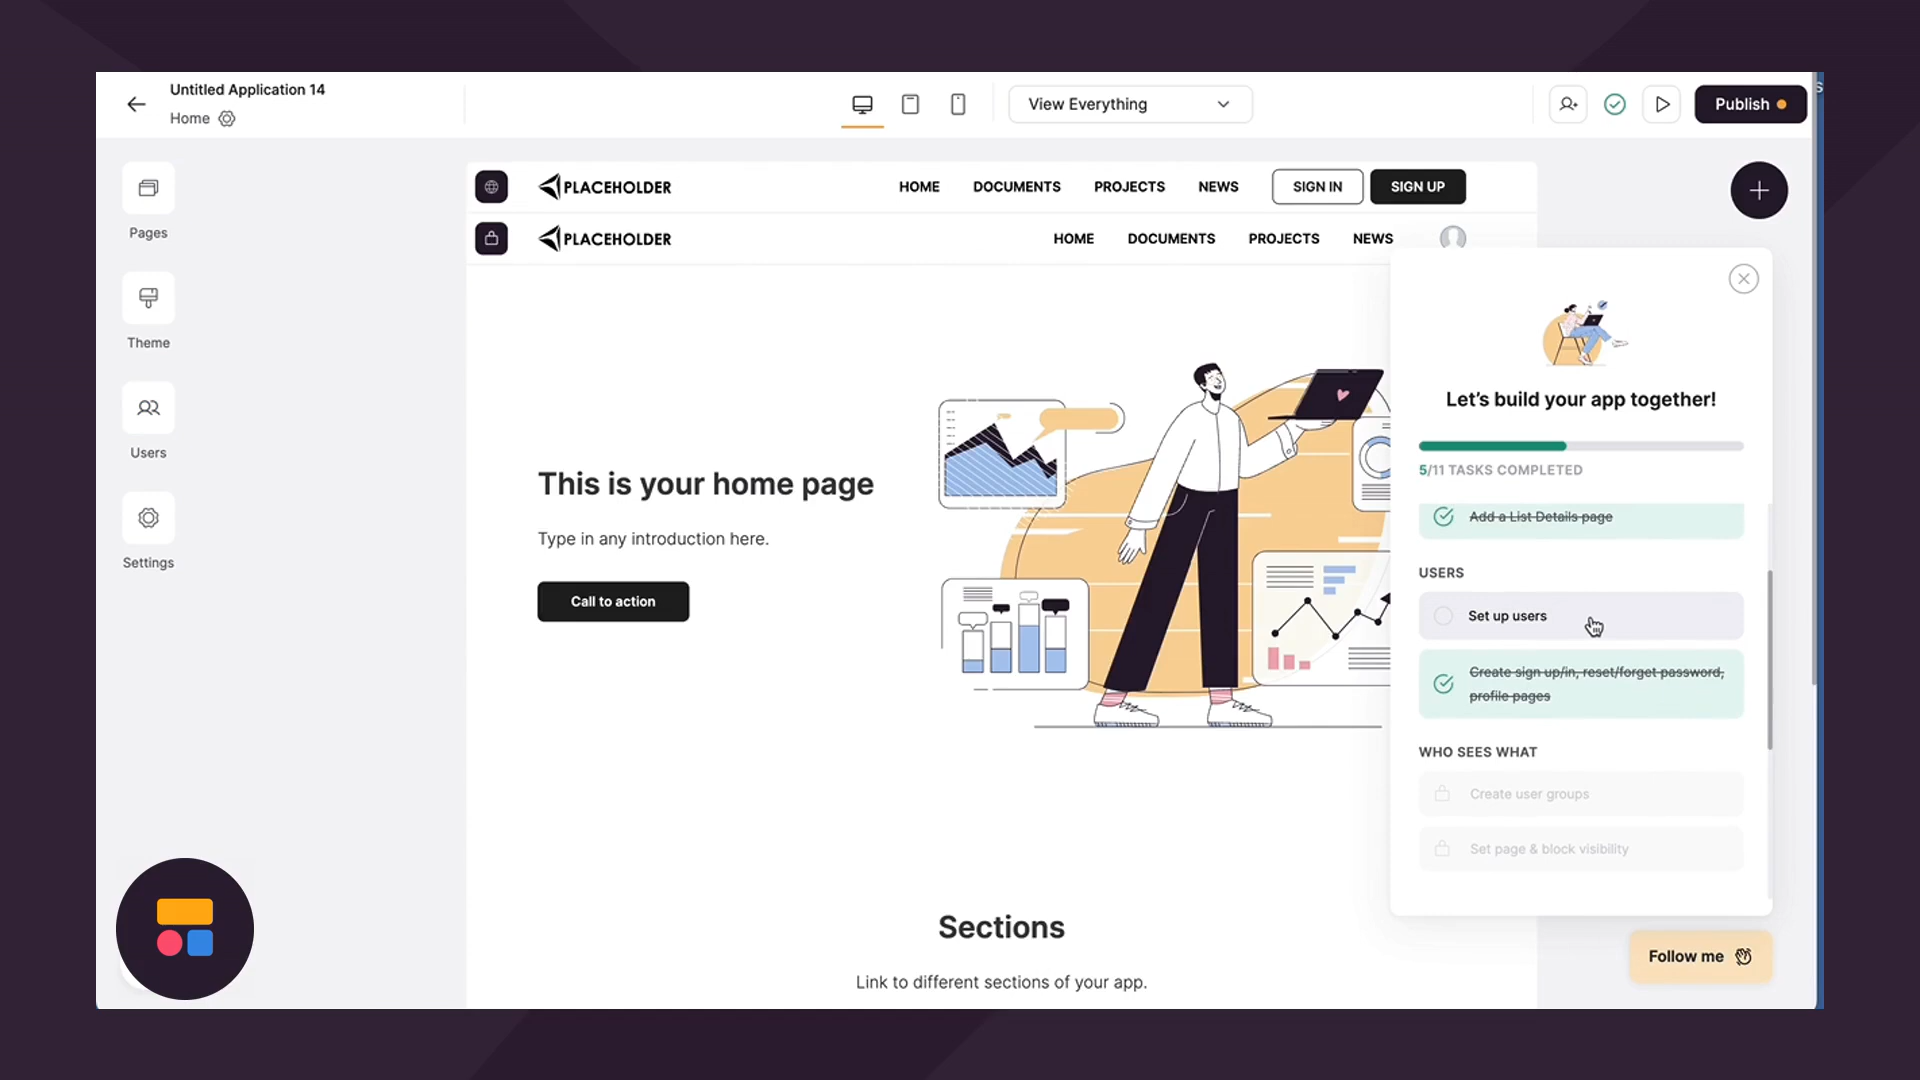 Untitled Application 14
Home
View Everything
Publish
Pages
Theme
Users
Settings
PLACEHOLDER
HOME DOCUMENTS PROJECTS NEWS SIGN IN SIGN UP
PLACEHOLDER
HOME DOCUMENTS PROJECTS NEWS
This is your home page
Type in any introduction here.
Call to action
Sections
Link to different sections of your app.
Let's build your app together!
5/11 TASKS COMPLETED
Add a List Details page
USERS
Set up users
Create sign up/in, reset/forget password,
profile pages
WHO SEES WHAT
Create user groups
Set page & block visibility
Follow me